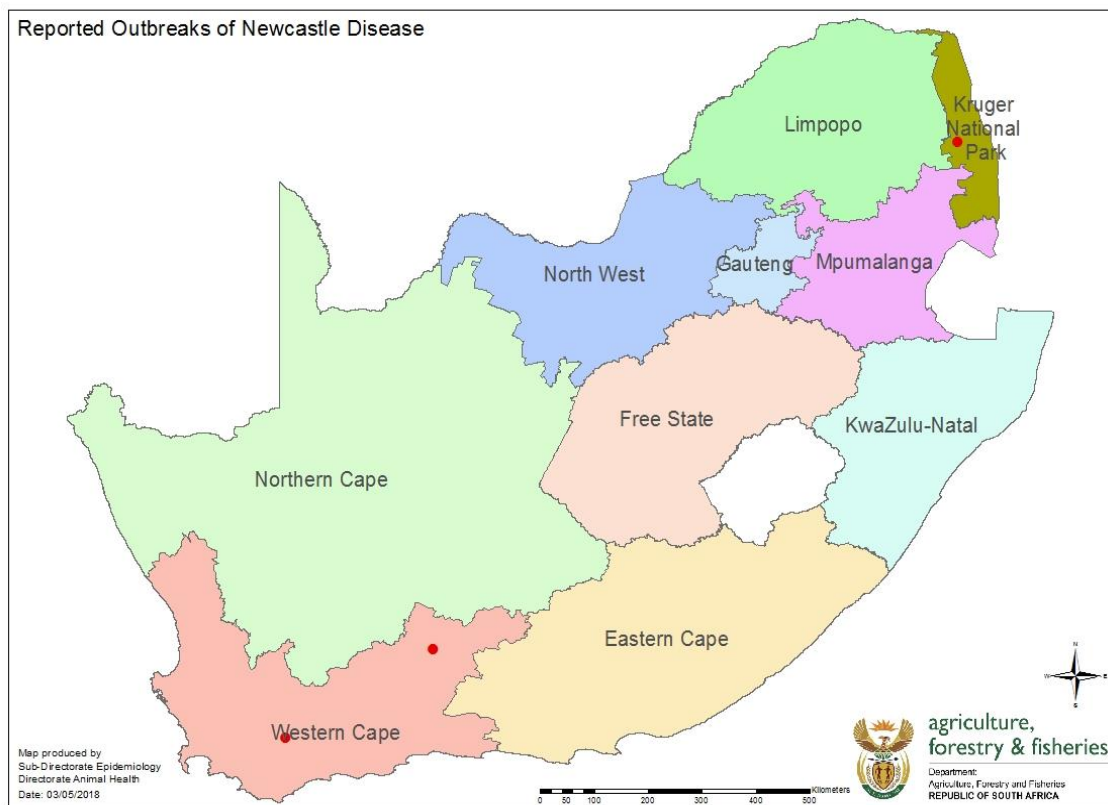 Reported Outbreaks of Newcastle Disease
Limpopo
Kruger
National
Park
North West
Gauteng
Mpumalanga
Free State
KwaZulu-Natal
Northern Cape
Eastern Cape
Western Cape
N
W E
S
Map produced by
Sub-Directorate Epidemiology
Directorate Animal Health
Date: 03/05/2018
Kilometers
0 50 100 200 300 400 500
agriculture,
forestry & fisheries
Department:
Agriculture, Forestry and Fisheries
REPUBLIC OF SOUTH AFRICA